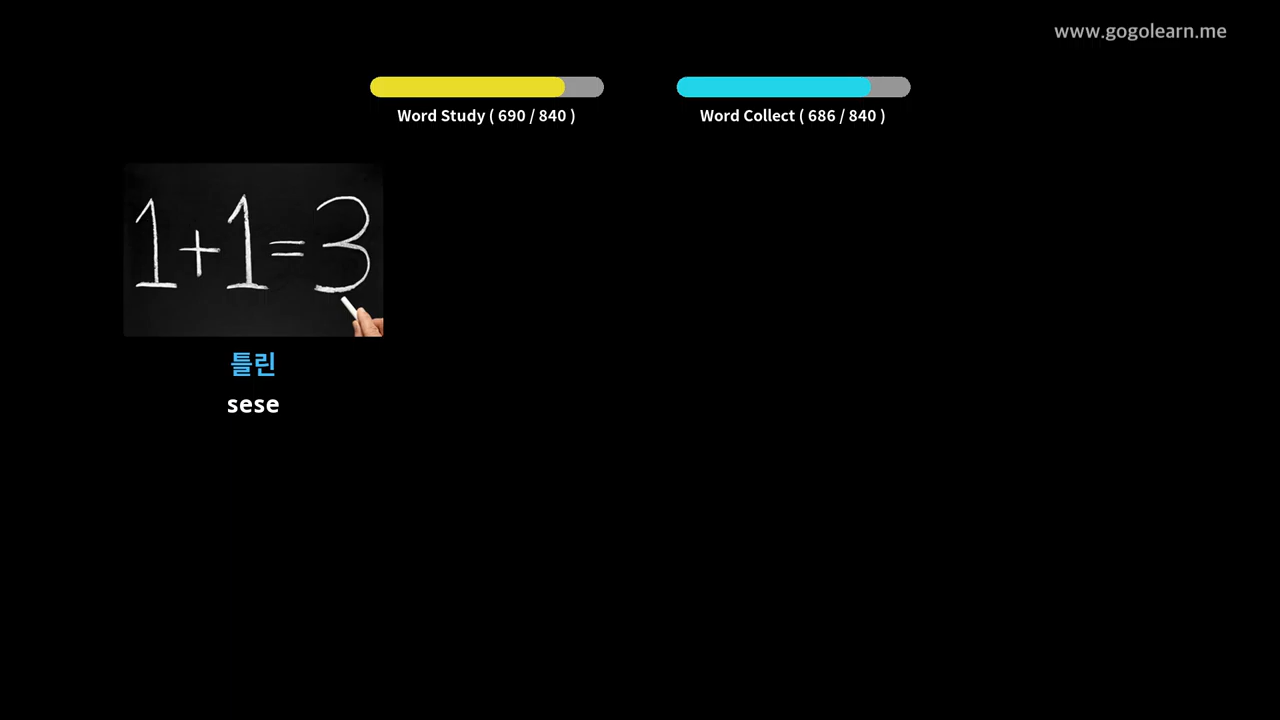 www.gogolearn.me
Word Study ( 690 / 840 )
Word Collect ( 686 / 840 )
1+1=3
틀린
sese